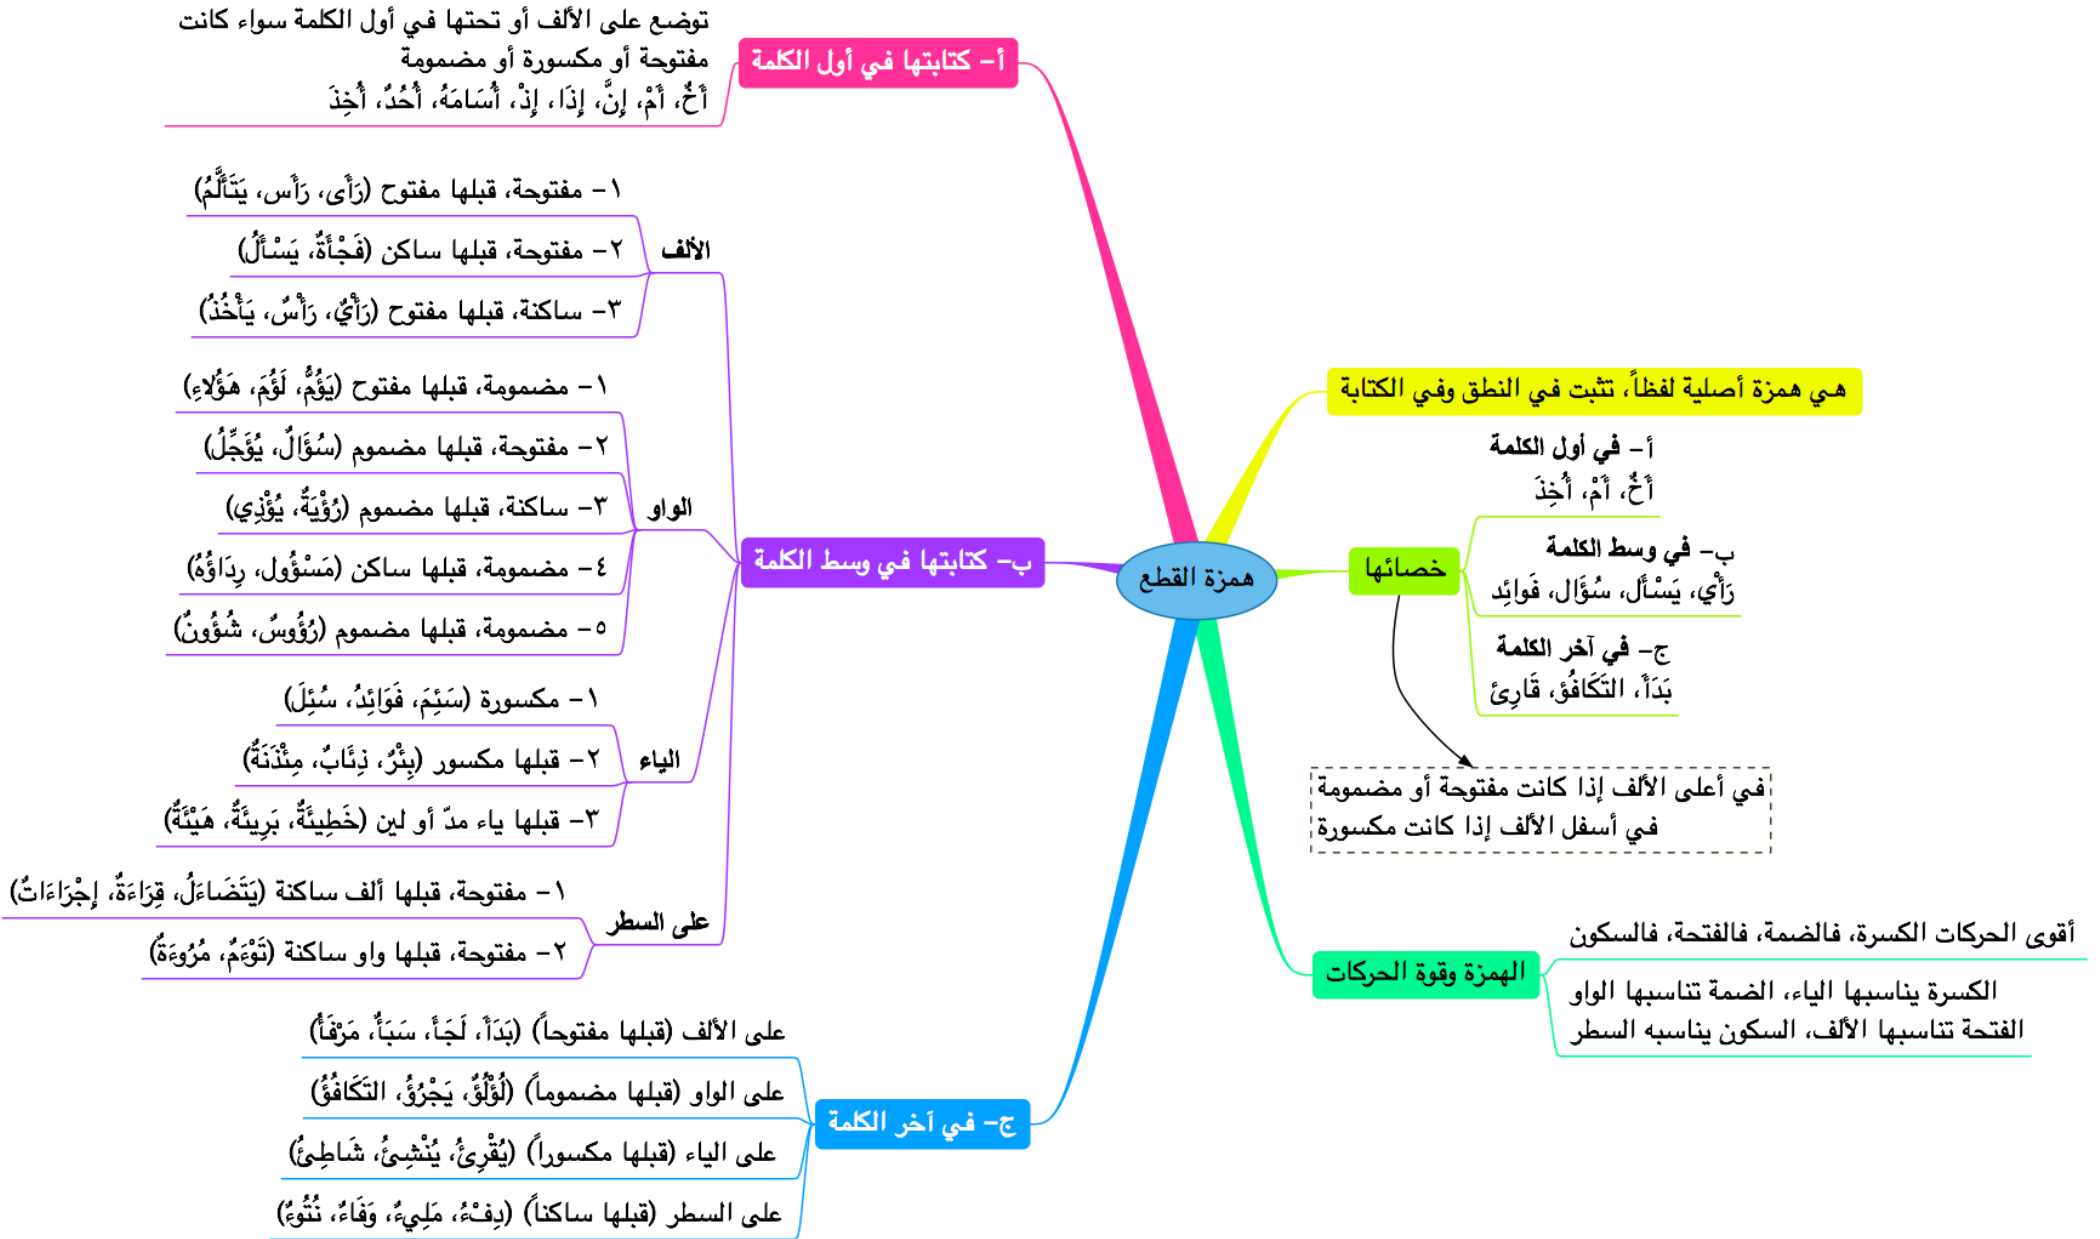 همزة القطع
هي همزة أصلية لفظاً، تثبت في النطق وفي الكتابة
خصائها
أ- في أول الكلمة
أَخٌ، أَمْ، أُخِذَ
ب- في وسط الكلمة
رَأْي، يَسْأَل، سُؤَال، فَوائِد
ج- في آخر الكلمة
بَدَأَ، التَكَافُؤ، قَارِئ
في أعلى الألف إذا كانت مفتوحة أو مضمومة
في أسفل الألف إذا كانت مكسورة
الهمزة وقوة الحركات
أقوى الحركات الكسرة، فالضمة، فالفتحة، فالسكون
الكسرة يناسبها الياء، الضمة تناسبها الواو
الفتحة تناسبها الألف، السكون يناسبه السطر
أ- كتابتها في أول الكلمة
توضع على الألف أو تحتها في أول الكلمة سواء كانت
مفتوحة أو مكسورة أو مضمومة
أَخٌ، أَمْ، إِنَّ، إِذَا، إِذْ، أُسَامَةُ، أُحُدٌ، أُخِذَ
ب- كتابتها في وسط الكلمة
الألف
١- مفتوحة، قبلها مفتوح (رَأَى، رَأَس، يَتَأَلَّمُ)
٢- مفتوحة، قبلها ساكن (فَجْأَةٌ، يَسْأَلُ)
٣- ساكنة، قبلها مفتوح (رَأْيٌ، رَأْسٌ، يَأْخُذُ)
الواو
١- مضمومة، قبلها مفتوح (يَؤُمُّ، لَؤُمَ، هَؤُلاءِ)
٢- مفتوحة، قبلها مضموم (سُؤَالٌ، يُؤَجِّلُ)
٣- ساكنة، قبلها مضموم (رُؤْيَةٌ، يُؤْذِي)
٤- مضمومة، قبلها ساكن (مَسْؤُول، رِدَاؤُهُ)
٥- مضمومة، قبلها مضموم (رُؤُوسٌ، شُؤُونٌ)
الياء
١- مكسورة (سَئِمَ، فَوَائِدُ، سُئِلَ)
٢- قبلها مكسور (بِئْرٌ، ذِئَابٌ، مِئْذَنَةٌ)
٣- قبلها ياء مدّ أو لين (خَطِيئَةٌ، بَرِيئَةٌ، هَيْئَةٌ)
على السطر
١- مفتوحة، قبلها ألف ساكنة (يَتَضَاءَلُ، قِرَاءَةٌ، إِجْرَاءَاتٌ)
٢- مفتوحة، قبلها واو ساكنة (تَوْءَمٌ، مُرُوءَةٌ)
ج- في آخر الكلمة
على الألف (قبلها مفتوحاً) (بَدَأَ، لَجَأَ، سَبَأٌ، مَرْفَأُ)
على الواو (قبلها مضموماً) (لُؤْلُؤٌ، يَجْرُؤُ، التَكَافُؤُ)
على الياء (قبلها مكسوراً) (يُقْرِئُ، يُنْشِئُ، شَاطِئُ)
على السطر (قبلها ساكناً) (دِفْءُ، مَلِيءٌ، وَفَاءٌ، نُتُوءٌ)